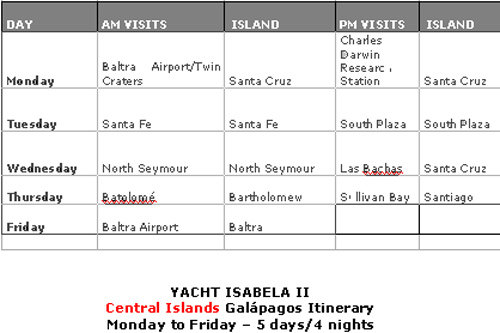 DAY AM VISITS ISLAND PM VISITS ISLAND
Monday Baltra Airport/Twin Craters Santa Cruz Charles Darwin Research Station Santa Cruz
Tuesday Santa Fe Santa Fe South Plaza South Plaza
Wednesday North Seymour North Seymour Las Bachas Santa Cruz
Thursday Batolomé Bartholomew Sullivan Bay Santiago
Friday Baltra Airport Baltra
YACHT ISABELA II
Central Islands Galápagos Itinerary
Monday to Friday – 5 days/4 nights